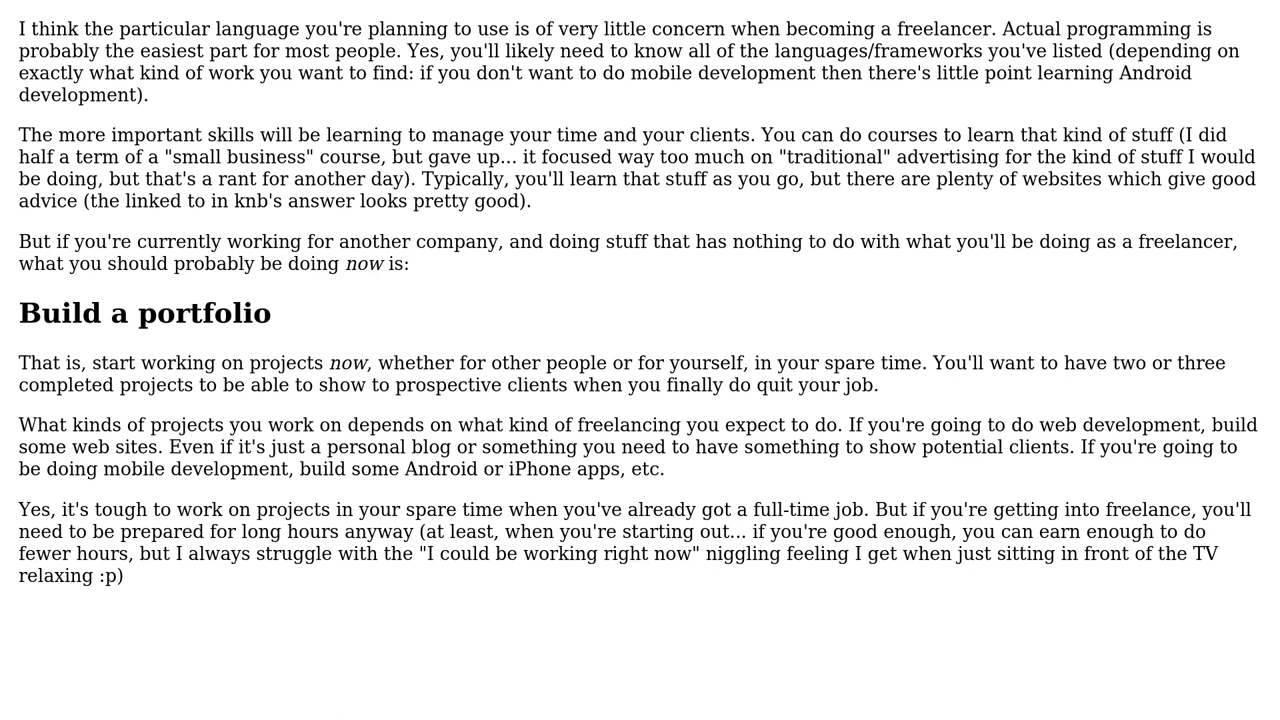 I think the particular language you're planning to use is of very little concern when becoming a freelancer. Actual programming is
probably the easiest part for most people. Yes, you'll likely need to know all of the languages/frameworks you've listed (depending on
exactly what kind of work you want to find: if you don't want to do mobile development then there's little point learning Android
development).
The more important skills will be learning to manage your time and your clients. You can do courses to learn that kind of stuff (I did
half a term of a "small business" course, but gave up... it focused way too much on "traditional" advertising for the kind of stuff I would
be doing, but that's a rant for another day). Typically, you'll learn that stuff as you go, but there are plenty of websites which give good
advice (the linked to in knb's answer looks pretty good).
But if you're currently working for another company, and doing stuff that has nothing to do with what you'll be doing as a freelancer,
what you should probably be doing now is:
Build a portfolio
That is, start working on projects now, whether for other people or for yourself, in your spare time. You'll want to have two or three
completed projects to be able to show to prospective clients when you finally do quit your job.
What kinds of projects you work on depends on what kind of freelancing you expect to do. If you're going to do web development, build
some web sites. Even if it's just a personal blog or something you need to have something to show potential clients. If you're going to
be doing mobile development, build some Android or iPhone apps, etc.
Yes, it's tough to work on projects in your spare time when you've already got a full-time job. But if you're getting into freelance, you'll
need to be prepared for long hours anyway (at least, when you're starting out... if you're good enough, you can earn enough to do
fewer hours, but I always struggle with the "I could be working right now" niggling feeling I get when just sitting in front of the TV
relaxing :p)